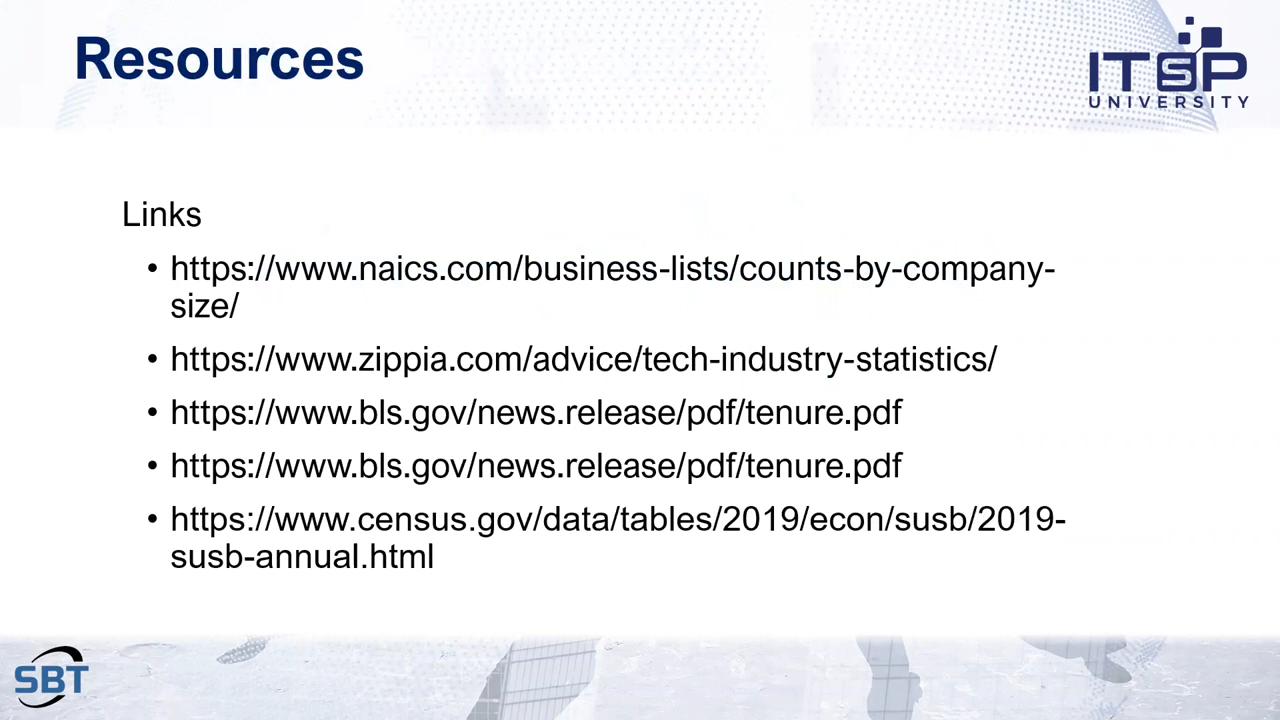 Resources
ITSP
UNIVERSITY
Links
• https://www.naics.com/business-lists/counts-by-company-
size/
• https://www.zippia.com/advice/tech-industry-statistics/
• https://www.bls.gov/news.release/pdf/tenure.pdf
• https://www.bls.gov/news.release/pdf/tenure.pdf
• https://www.census.gov/data/tables/2019/econ/susb/2019-
susb-annual.html
SBT